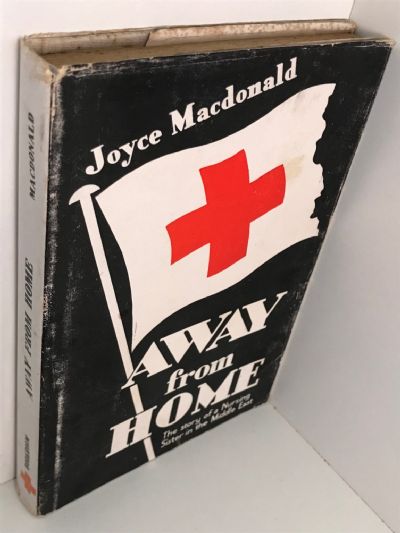 Joyce Macdonald
AWAY
from
HOME
The story of a Nursing
Sister in the Middle East
MACDONALD
AWAY FROM HOME